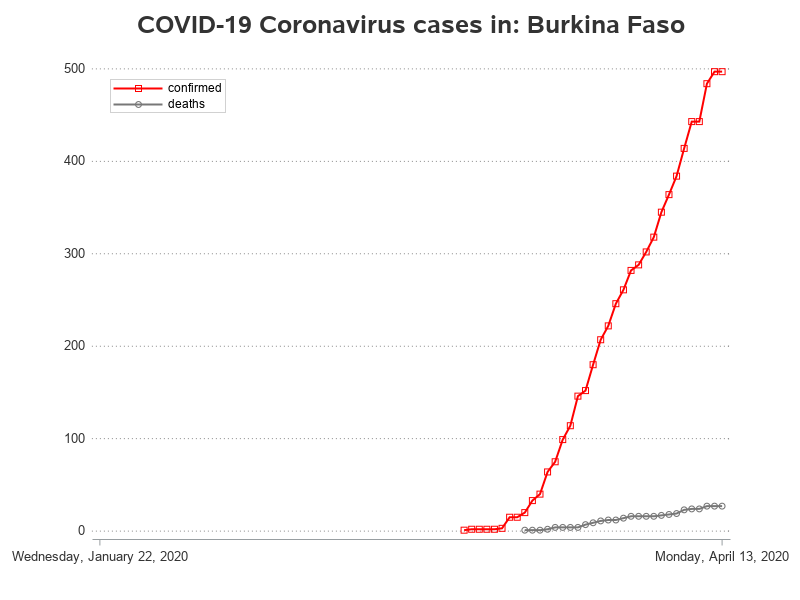 COVID-19 Coronavirus cases in: Burkina Faso
500
confirmed
deaths
400
300
200
100
0
Wednesday, January 22, 2020
Monday, April 13, 2020